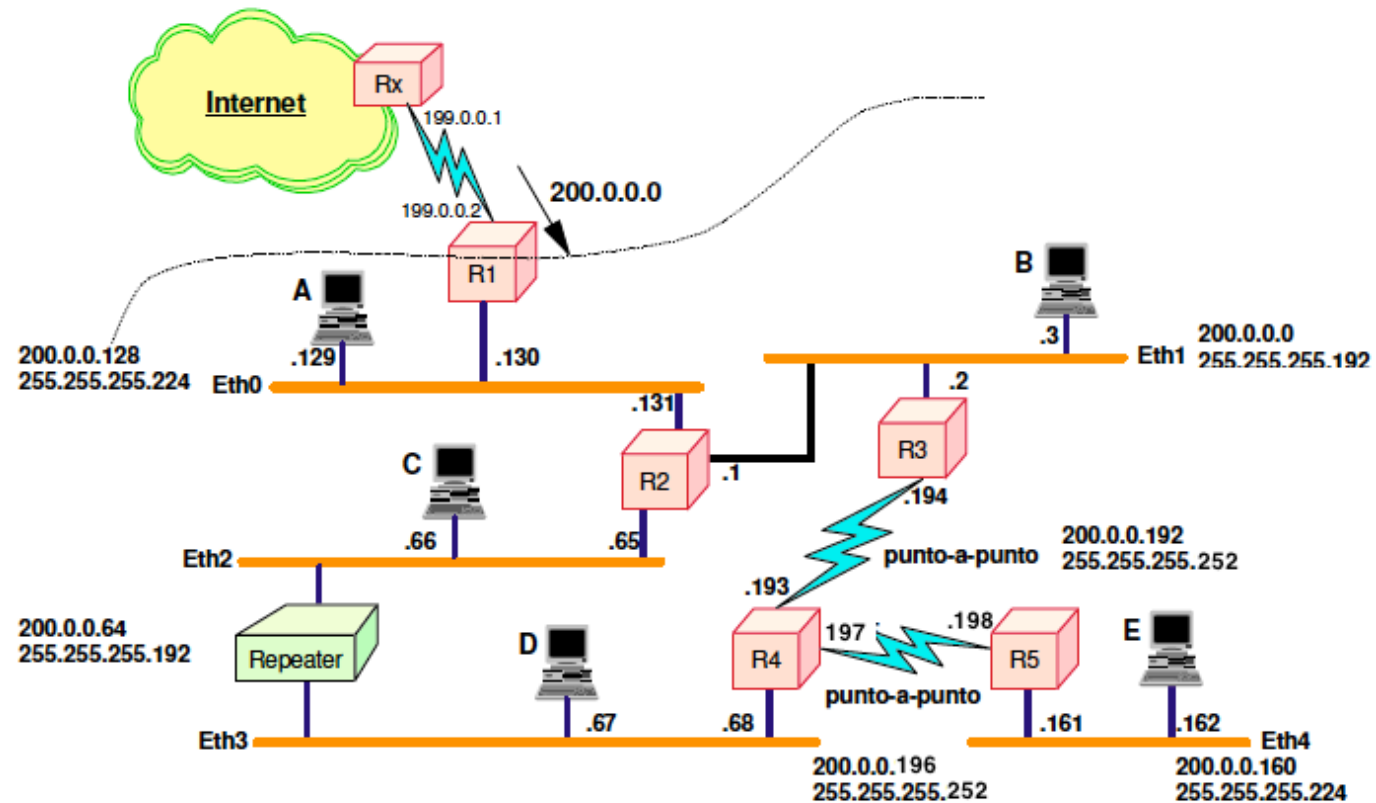 Rx
Internet
199.0.0.1
199.0.0.2
200.0.0.0
R1
A
B
.129
.130
.3
200.0.0.128
255.255.255.224
Eth0
Eth1
200.0.0.0
255.255.255.192
.131
.2
C
R2
.1
R3
.194
.66
.65
Eth2
punto-a-punto
200.0.0.192
255.255.255.252
.193
200.0.0.64
255.255.255.192
Repeater
D
R4
197
.198
R5
E
punto-a-punto
.67
.68
.161
.162
Eth3
Eth4
200.0.0.196
255.255.255.252
200.0.0.160
255.255.255.224